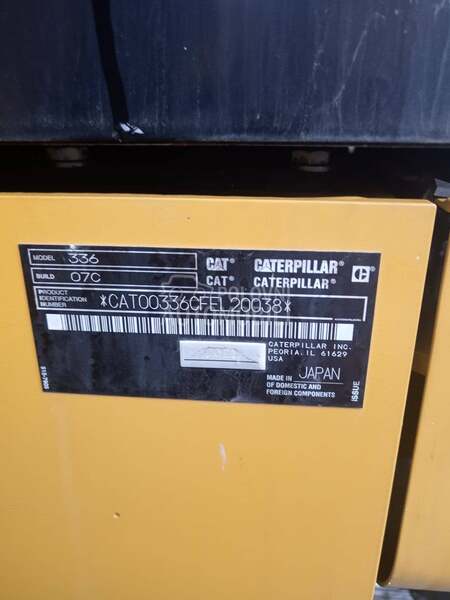 MODEL 336 CAT CATERPILLAR C
BUILD 07C CAT CATERPILLAR
PRODUCT
IDENTIFICATION
NUMBER
CATERPILLAR INC.
PEORIA, IL 61629
USA
MADE IN JAPAN
OF DOMESTIC AND
FOREIGN COMPONENTS
ISSUE